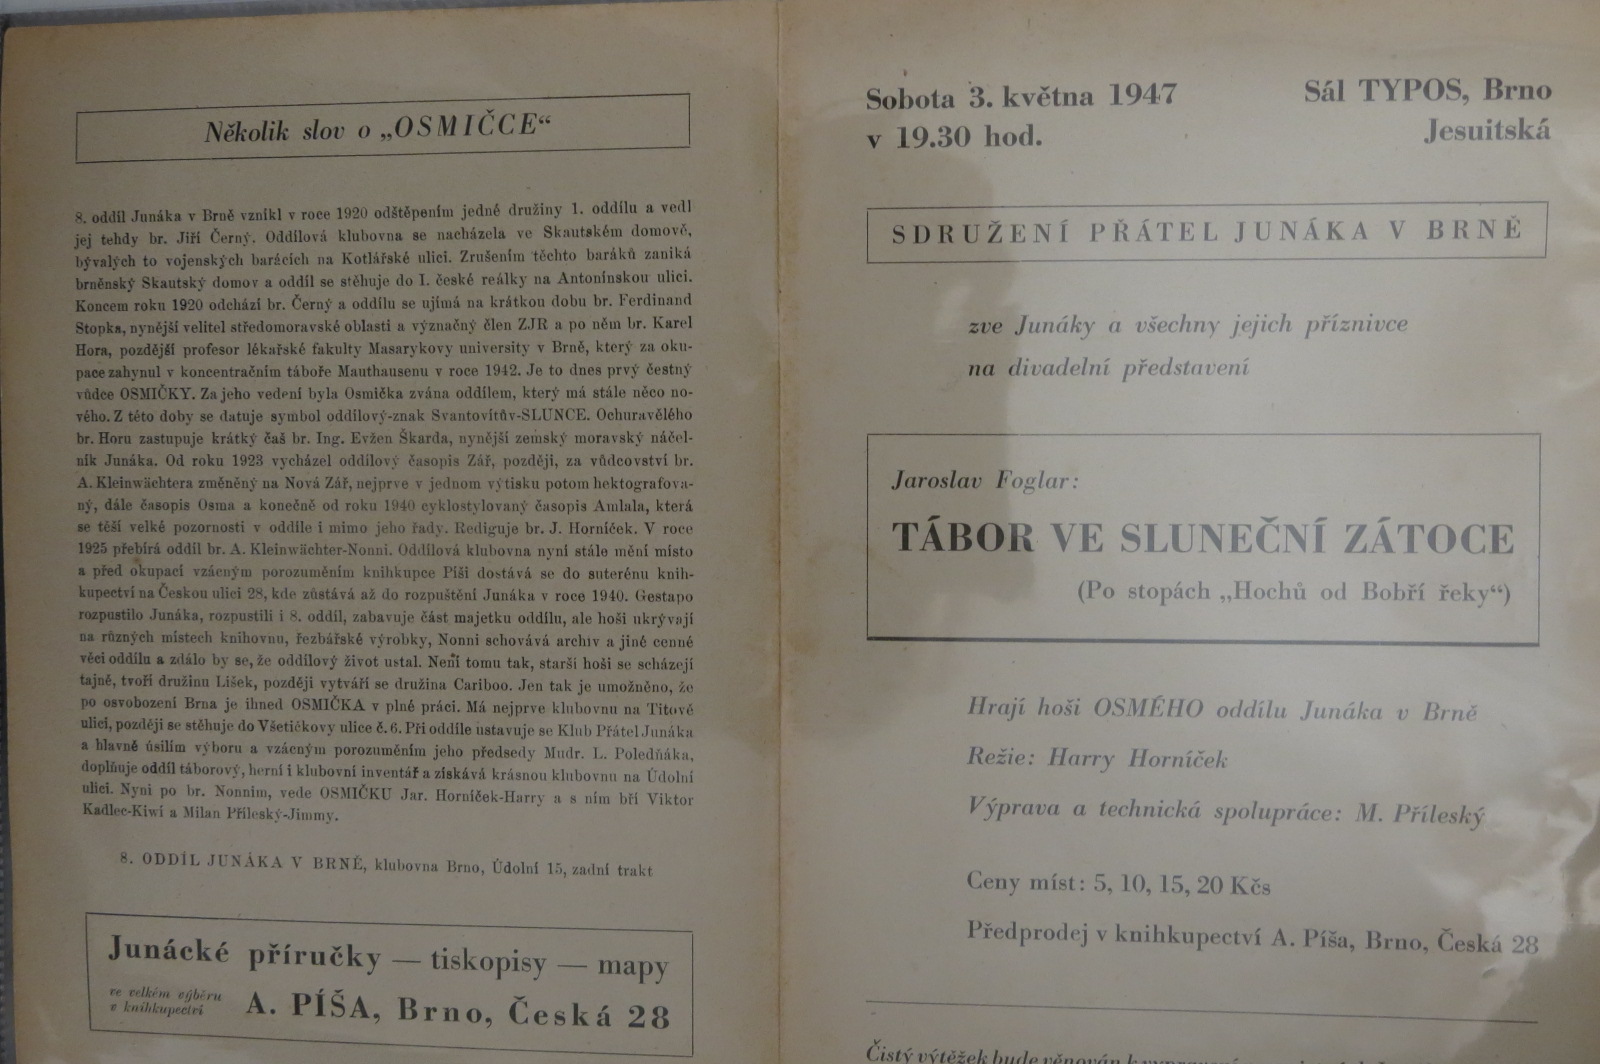 Několik slov o „OSMIČCE“
8. oddíl Junáka v Brně vznikl v roce 1920 odštěpením jedné družiny 1. oddílu a vedl
jej tehdy br. Jiří Černý. Oddílová klubovna se nacházela ve Skautském domově,
bývalých to vojenských barácích na Kotlářské ulici. Zrušením těchto baráků zaniká
brněnský Skautský domov a oddíl se stěhuje do I. české reálky na Antonínskou ulici.
Koncem roku 1920 odchází br. Černý a oddílu se ujímá na krátkou dobu br. Ferdinand
Stopka, nynější velitel středomoravské oblasti a význačný člen ZJR a po něm br. Karel
Hora, pozdější profesor lékařské fakulty Masarykovy university v Brně, který za oku-
pace zahynul v koncentračním táboře Mauthausenu v roce 1942. Je to dnes prvý čestný
vůdce OSMIČKY. Za jeho vedení byla Osmička zvána oddílem, který má stále něco no-
vého. Z této doby se datuje symbol oddílový-znak Svantovítův-SLUNCE. Ochuravělého
br. Horu zastupuje krátký čaš br. Ing. Evžen Škarda, nynější zemský moravský náčel-
ník Junáka. Od roku 1923 vycházel oddílový časopis Zář, později, za vůdcovství br.
A. Kleinwächtera změněný na Nová Zář, nejprve v jednom výtisku potom hektografova-
ný, dále časopis Osma a konečně od roku 1940 cyklostylovaný časopis Amlala, která
se těší velké pozornosti v oddíle i mimo jeho řady. Rediguje br. J. Horníček. V roce
1925 přebírá oddíl br. A. Kleinwächter-Nonni. Oddílová klubovna nyní stále mění místo
a před okupací vzácným porozuměním knihkupce Píši dostává se do suterénu knih-
kupectví na Českou ulici 28, kde zůstává až do rozpuštění Junáka v roce 1940. Gestapo
rozpustilo Junáka, rozpustili i 8. oddíl, zabavuje část majetku oddílu, ale hoši ukrývají
na různých místech knihovnu, řezbářské výrobky, Nonni schovává archiv a jiné cenné
věci oddílu a zdálo by se, že oddílový život ustal. Není tomu tak, starší hoši se scházejí
tajně, tvoří družinu Lišek, později vytváří se družina Cariboo. Jen tak je umožněno, že
po osvobození Brna je ihned OSMIČKA v plné práci. Má nejprve klubovnu na Titově
ulici, později se stěhuje do Všetičkovy ulice č. 6. Při oddíle ustavuje se Klub Přátel Junáka
a hlavně úsilím výboru a vzácným porozuměním jeho předsedy Mudr. L. Poledňáka,
doplňuje oddíl táborový, herní i klubovní inventář a získává krásnou klubovnu na Údolní
ulici. Nyni po br. Nonnim, vede OSMIČKU Jar. Horníček-Harry a s ním bří Viktor
Kadlec-Kiwi a Milan Příleský-Jimmy.
8. ODDÍL JUNÁKA V BRNĚ, klubovna Brno, Údolní 15, zadní trakt
Junácké příručky — tiskopisy — mapy
ve velkém výběru
v knihkupectví A. PÍŠA, Brno, Česká 28
Sobota 3. května 1947
v 19.30 hod.
Sál TYPOS, Brno
Jesuitská
SDRUŽENÍ PŘÁTEL JUNÁKA V BRNĚ
zve Junáky a všechny jejich příznivce
na divadelní představení
Jaroslav Foglar:
TÁBOR VE SLUNEČNÍ ZÁTOCE
(Po stopách „Hochů od Bobří řeky“)
Hrají hoši OSMÉHO oddílu Junáka v Brně
Režie: Harry Horníček
Výprava a technická spolupráce: M. Příleský
Ceny míst: 5, 10, 15, 20 Kčs
Předprodej v knihkupectví A. Píša, Brno, Česká 28
Čistý výtěžek bude věnován k